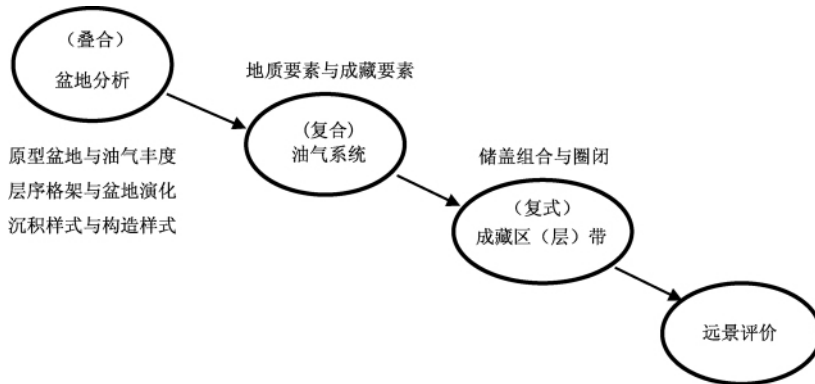 （叠合）
盆地分析
原型盆地与油气丰度
层序格架与盆地演化
沉积样式与构造样式
地质要素与成藏要素
(复合)
油气系统
储盖组合与圈闭
（复式）
成藏区（层）带
远景评价